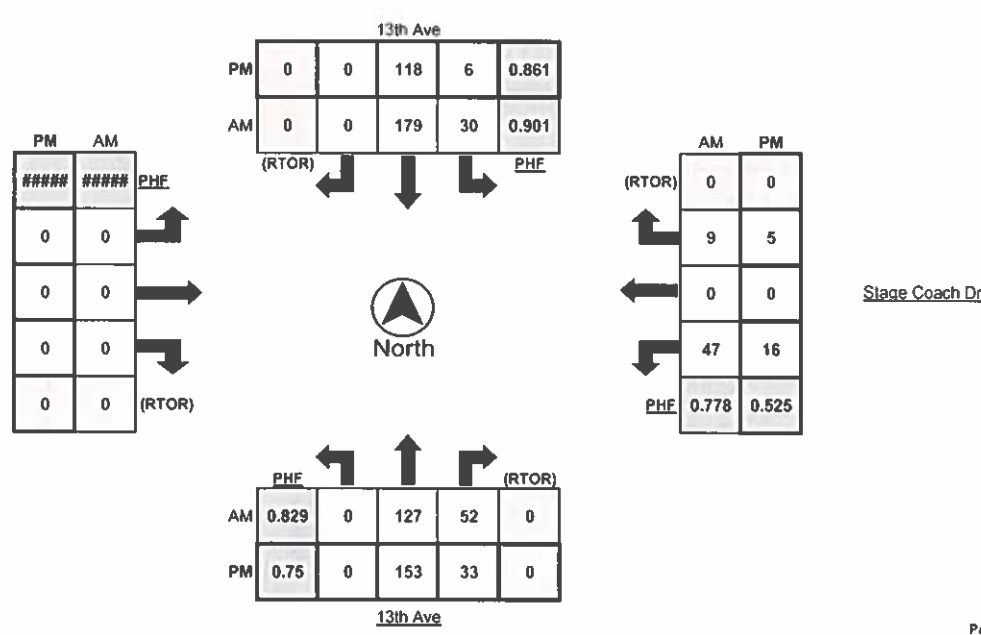 13th Ave
PM 0 0 118 6 0.861
AM 0 0 179 30 0.901
(RTOR) PHF
PM AM
##### ##### PHF
0 0
0 0
0 0
0 0 (RTOR)
North
AM PM
(RTOR) 0 0
9 5
0 0
Stage Coach Dr
47 16
PHF 0.778 0.525
PHF (RTOR)
AM 0.829 0 127 52 0
PM 0.75 0 153 33 0
13th Ave